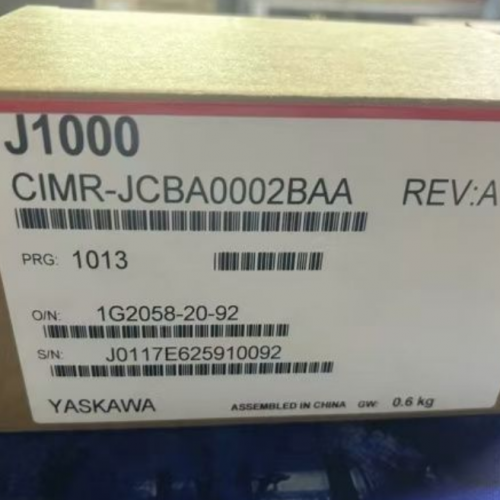 J1000
CIMR-JCBA0002BAA REV:A
PRG: 1013
O/N: 1G2058-20-92
S/N: J0117E625910092
YASKAWA ASSEMBLED IN CHINA GW: 0.6 kg